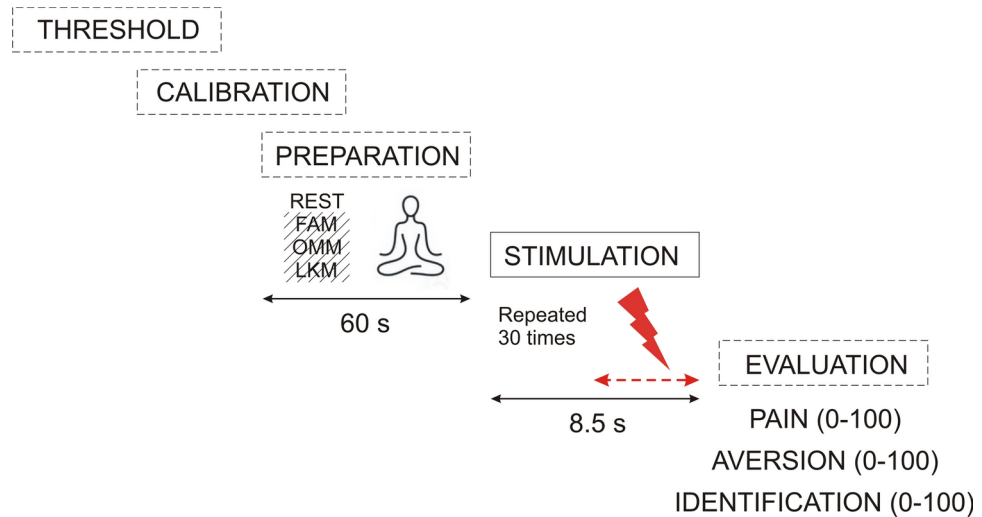 THRESHOLD
CALIBRATION
PREPARATION
REST
FAM
OMM
LKM
60 s
STIMULATION
Repeated
30 times
8.5 s
EVALUATION
PAIN (0-100)
AVERSION (0-100)
IDENTIFICATION (0-100)